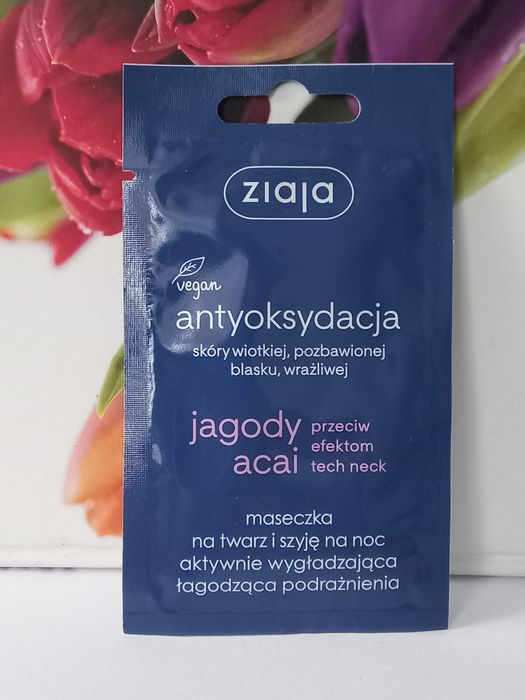 ziaja
vegan
antyoksydacja
skóry wiotkiej, pozbawionej
blasku, wrażliwej
jagody
acai
przeciw
efektom
tech neck
maseczka
na twarz i szyję na noc
aktywnie wygładzająca
łagodząca podrażnienia